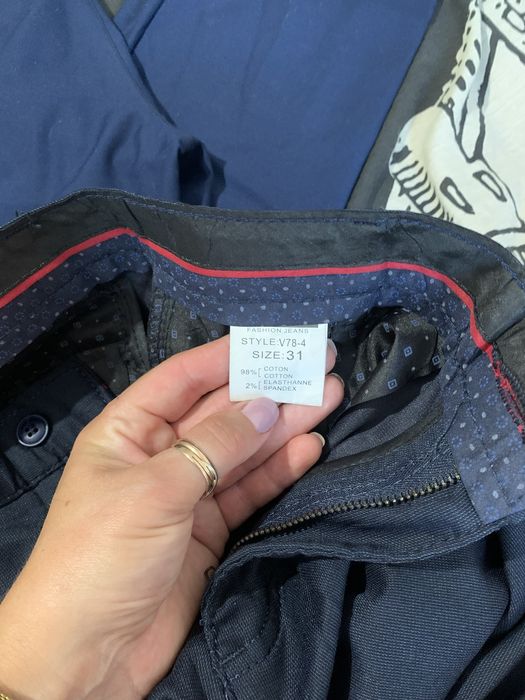 FASHION JEANS
STYLE:V78-4
SIZE:31
98%[ COTON
COTTON
2%[ ELASTHANNE
SPANDEX